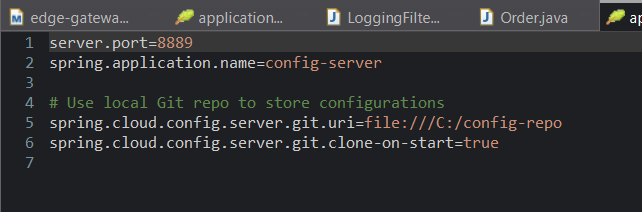 edge-gatewa...
application...
LoggingFilte...
Order.java
ap
1 server.port=8889
2 spring.application.name=config-server
3
4 # Use local Git repo to store configurations
5 spring.cloud.config.server.git.uri=file:///C:/config-repo
6 spring.cloud.config.server.git.clone-on-start=true
7